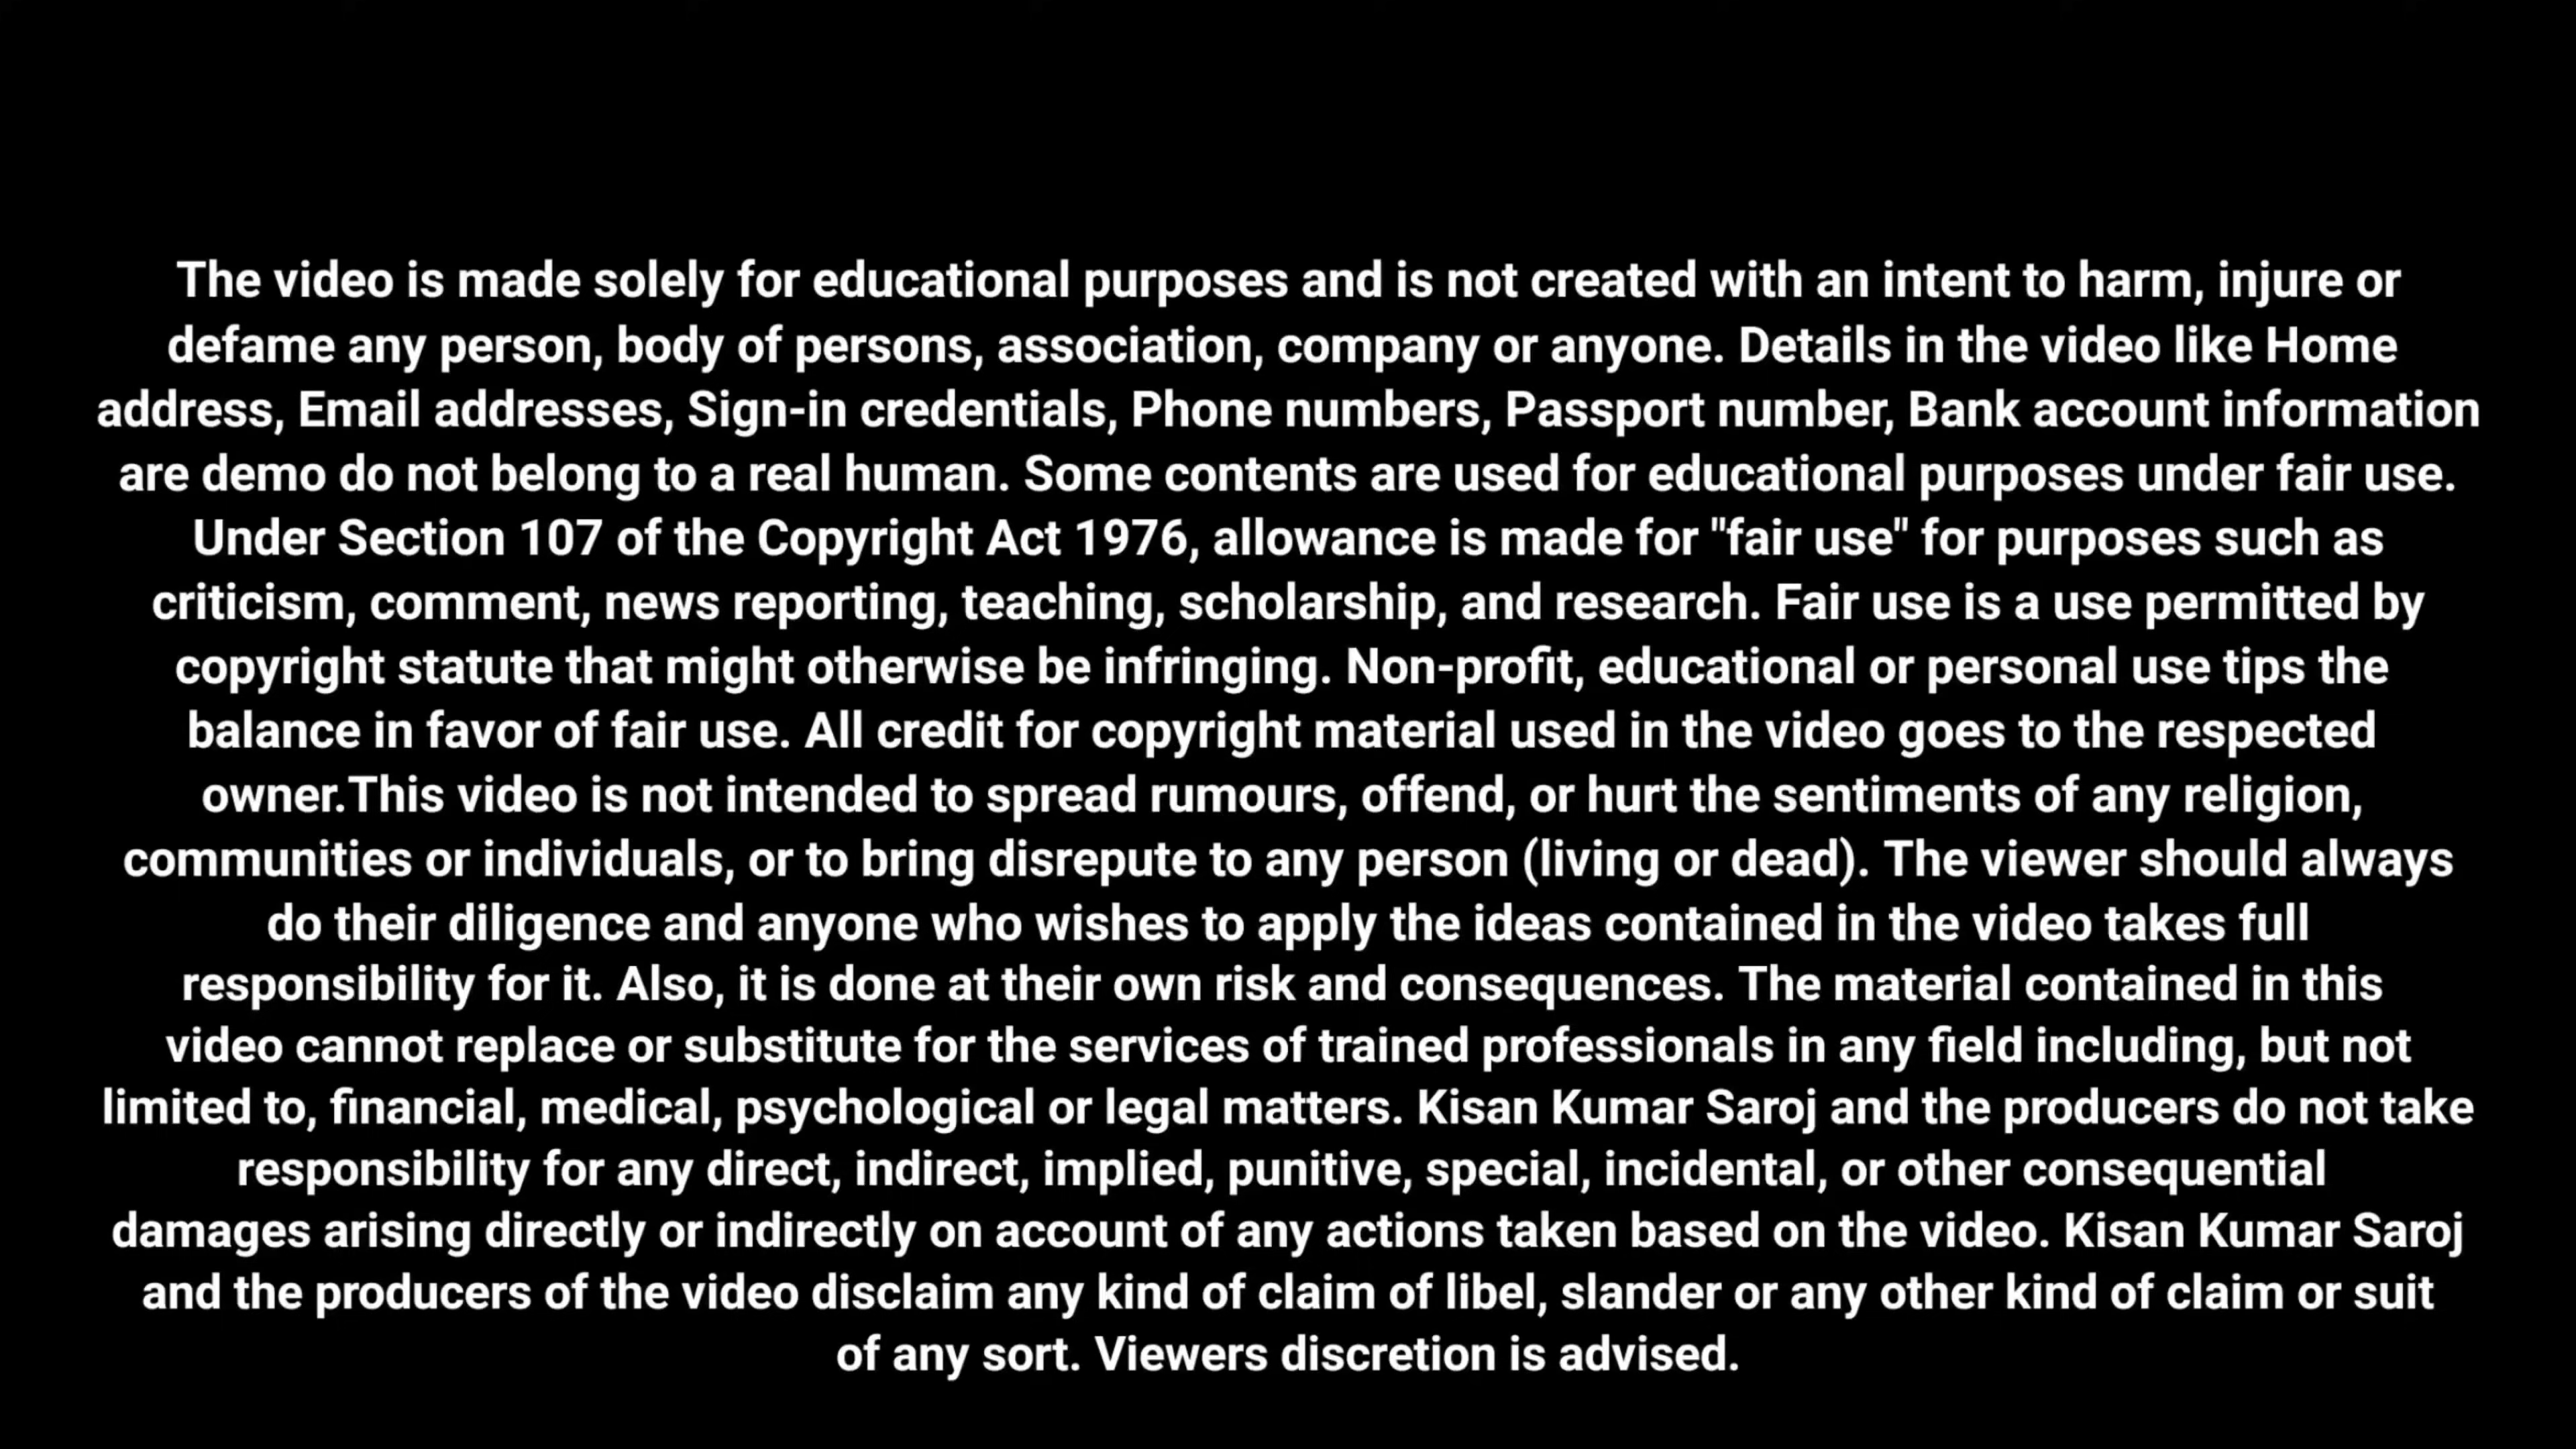 The video is made solely for educational purposes and is not created with an intent to harm, injure or
defame any person, body of persons, association, company or anyone. Details in the video like Home
address, Email addresses, Sign-in credentials, Phone numbers, Passport number, Bank account information
are demo do not belong to a real human. Some contents are used for educational purposes under fair use.
Under Section 107 of the Copyright Act 1976, allowance is made for "fair use" for purposes such as
criticism, comment, news reporting, teaching, scholarship, and research. Fair use is a use permitted by
copyright statute that might otherwise be infringing. Non-profit, educational or personal use tips the
balance in favor of fair use. All credit for copyright material used in the video goes to the respected
owner.This video is not intended to spread rumours, offend, or hurt the sentiments of any religion,
communities or individuals, or to bring disrepute to any person (living or dead). The viewer should always
do their diligence and anyone who wishes to apply the ideas contained in the video takes full
responsibility for it. Also, it is done at their own risk and consequences. The material contained in this
video cannot replace or substitute for the services of trained professionals in any field including, but not
limited to, financial, medical, psychological or legal matters. Kisan Kumar Saroj and the producers do not take
responsibility for any direct, indirect, implied, punitive, special, incidental, or other consequential
damages arising directly or indirectly on account of any actions taken based on the video. Kisan Kumar Saroj
and the producers of the video disclaim any kind of claim of libel, slander or any other kind of claim or suit
of any sort. Viewers discretion is advised.